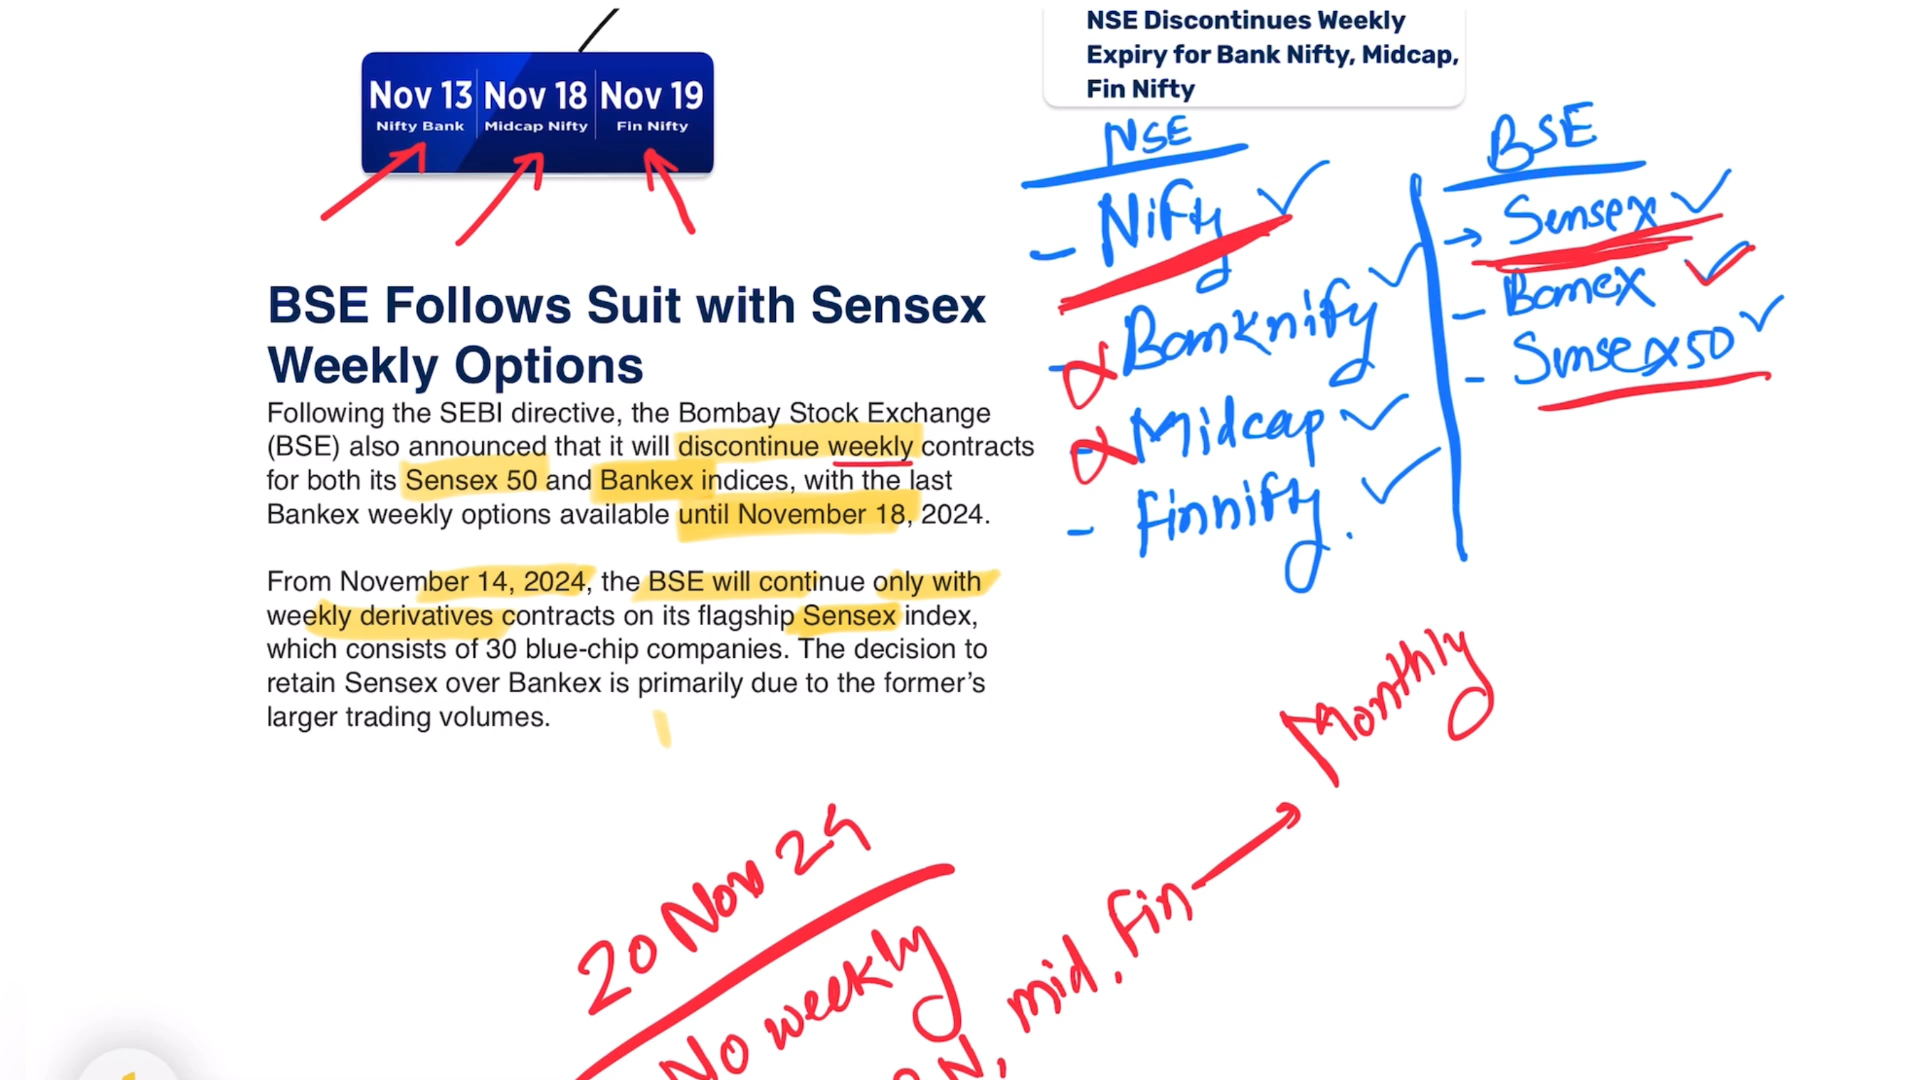 Nov 13 Nov 18 Nov 19
Nifty Bank Midcap Nifty Fin Nifty
NSE Discontinues Weekly
Expiry for Bank Nifty, Midcap,
Fin Nifty
NSE
- Nifty
- Bamknifty
- Midcap
- Finnifty.
BSE
→ Sensex
- Bamex
- Sensex50
BSE Follows Suit with Sensex
Weekly Options
Following the SEBI directive, the Bombay Stock Exchange
(BSE) also announced that it will discontinue weekly contracts
for both its Sensex 50 and Bankex indices, with the last
Bankex weekly options available until November 18, 2024.
From November 14, 2024, the BSE will continue only with
weekly derivatives contracts on its flagship Sensex index,
which consists of 30 blue-chip companies. The decision to
retain Sensex over Bankex is primarily due to the former's
larger trading volumes.
20 Nov 24
No weekly
mid, Fin → Monthly